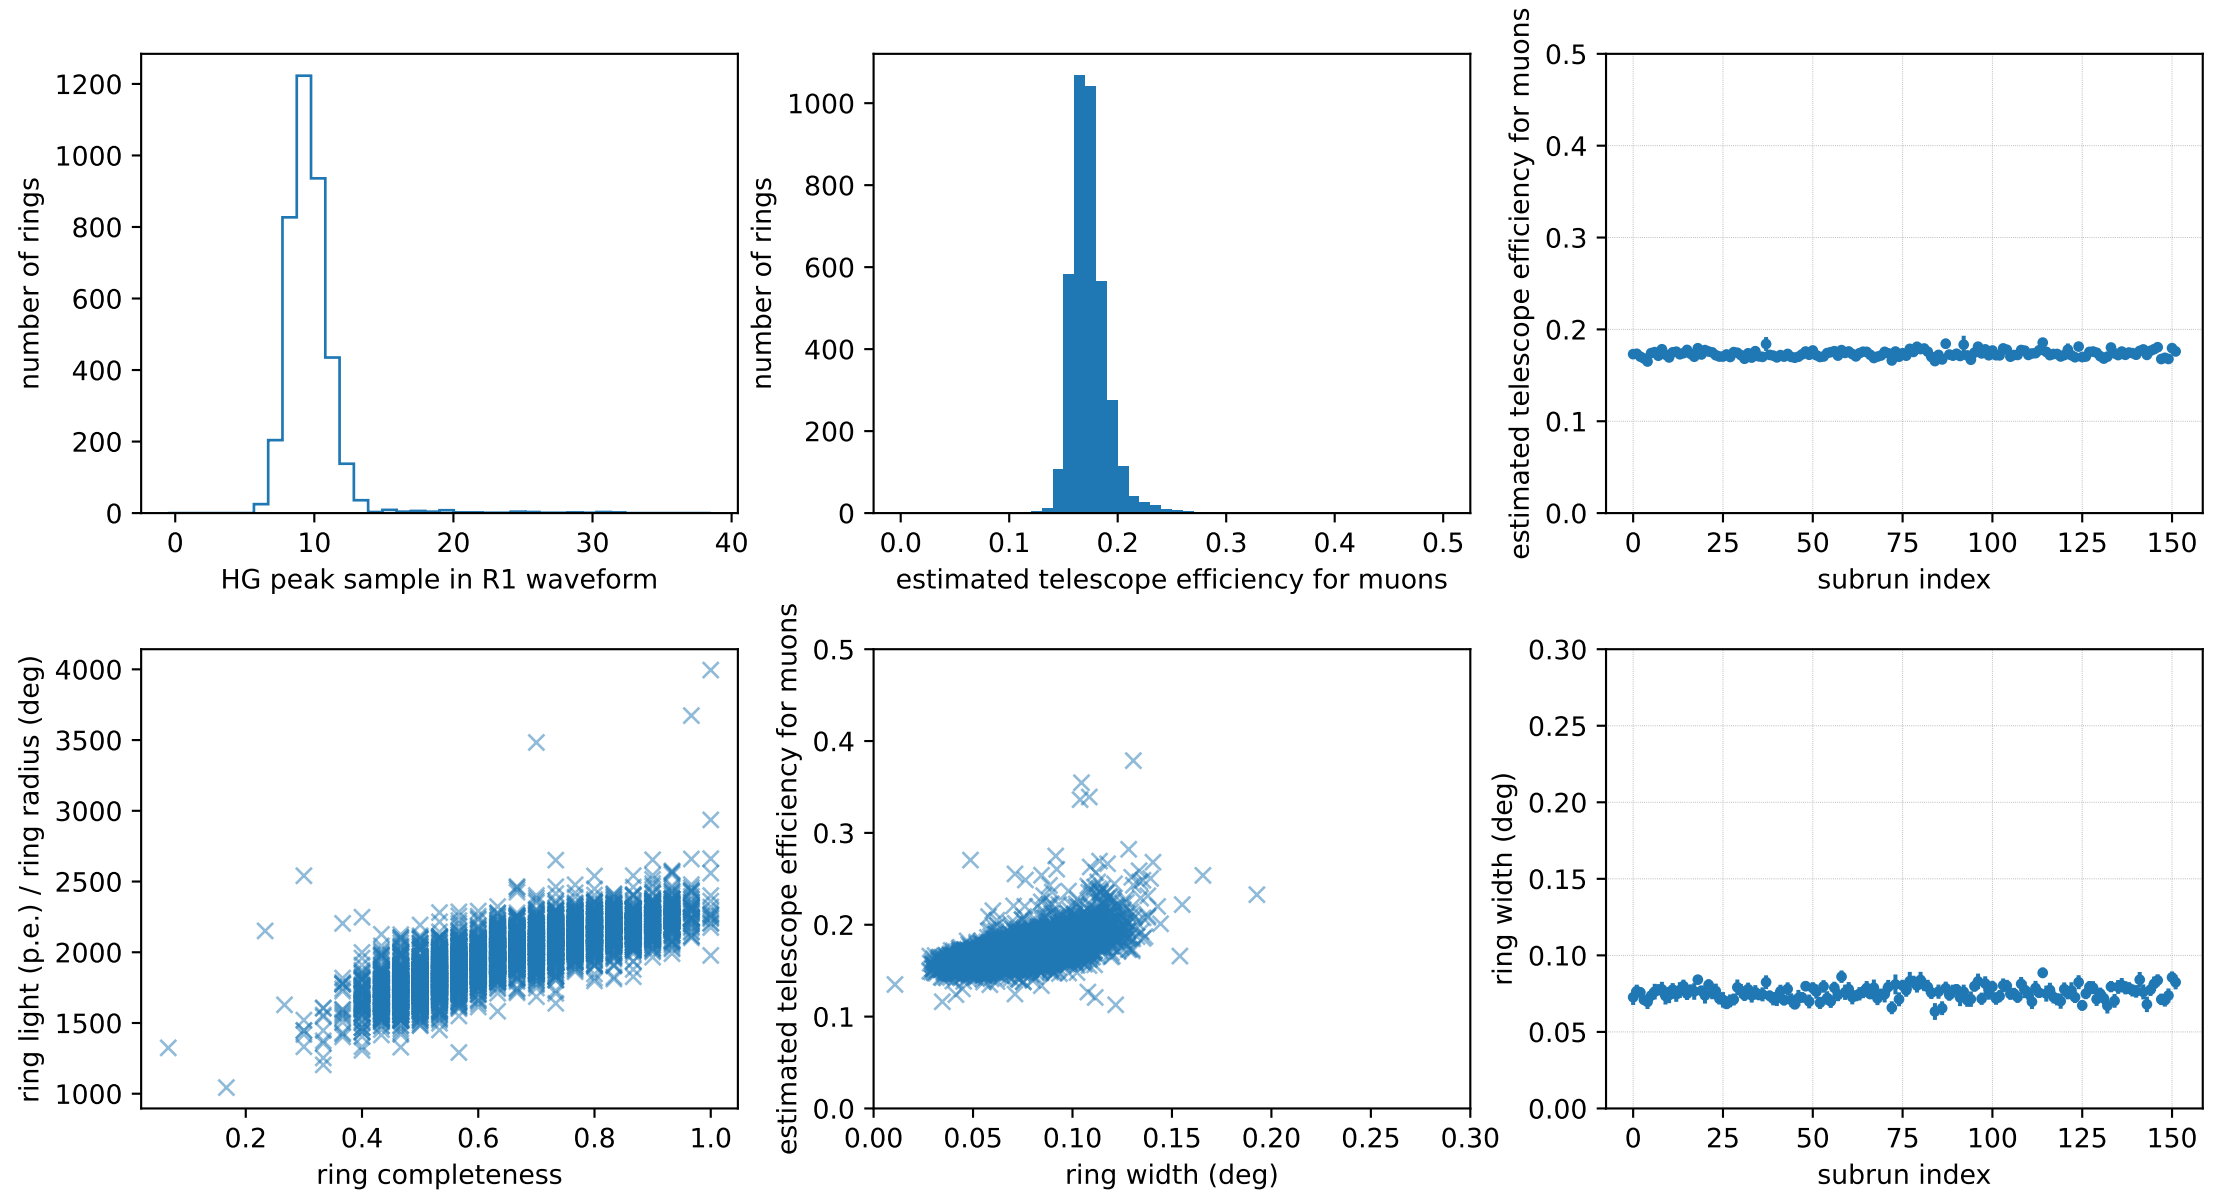 number of rings
1200
1000
800
600
400
200
0
0 10 20 30 40
HG peak sample in R1 waveform
number of rings
1000
800
600
400
200
0
0.0 0.1 0.2 0.3 0.4 0.5
estimated telescope efficiency for muons
estimated telescope efficiency for muons
0.5
0.4
0.3
0.2
0.1
0.0
0 25 50 75 100 125 150
subrun index
ring light (p.e.) / ring radius (deg)
4000
3500
3000
2500
2000
1500
1000
0.2 0.4 0.6 0.8 1.0
ring completeness
estimated telescope efficiency for muons
0.5
0.4
0.3
0.2
0.1
0.0
0.00 0.05 0.10 0.15 0.20 0.25 0.30
ring width (deg)
ring width (deg)
0.30
0.25
0.20
0.15
0.10
0.05
0.00
0 25 50 75 100 125 150
subrun index